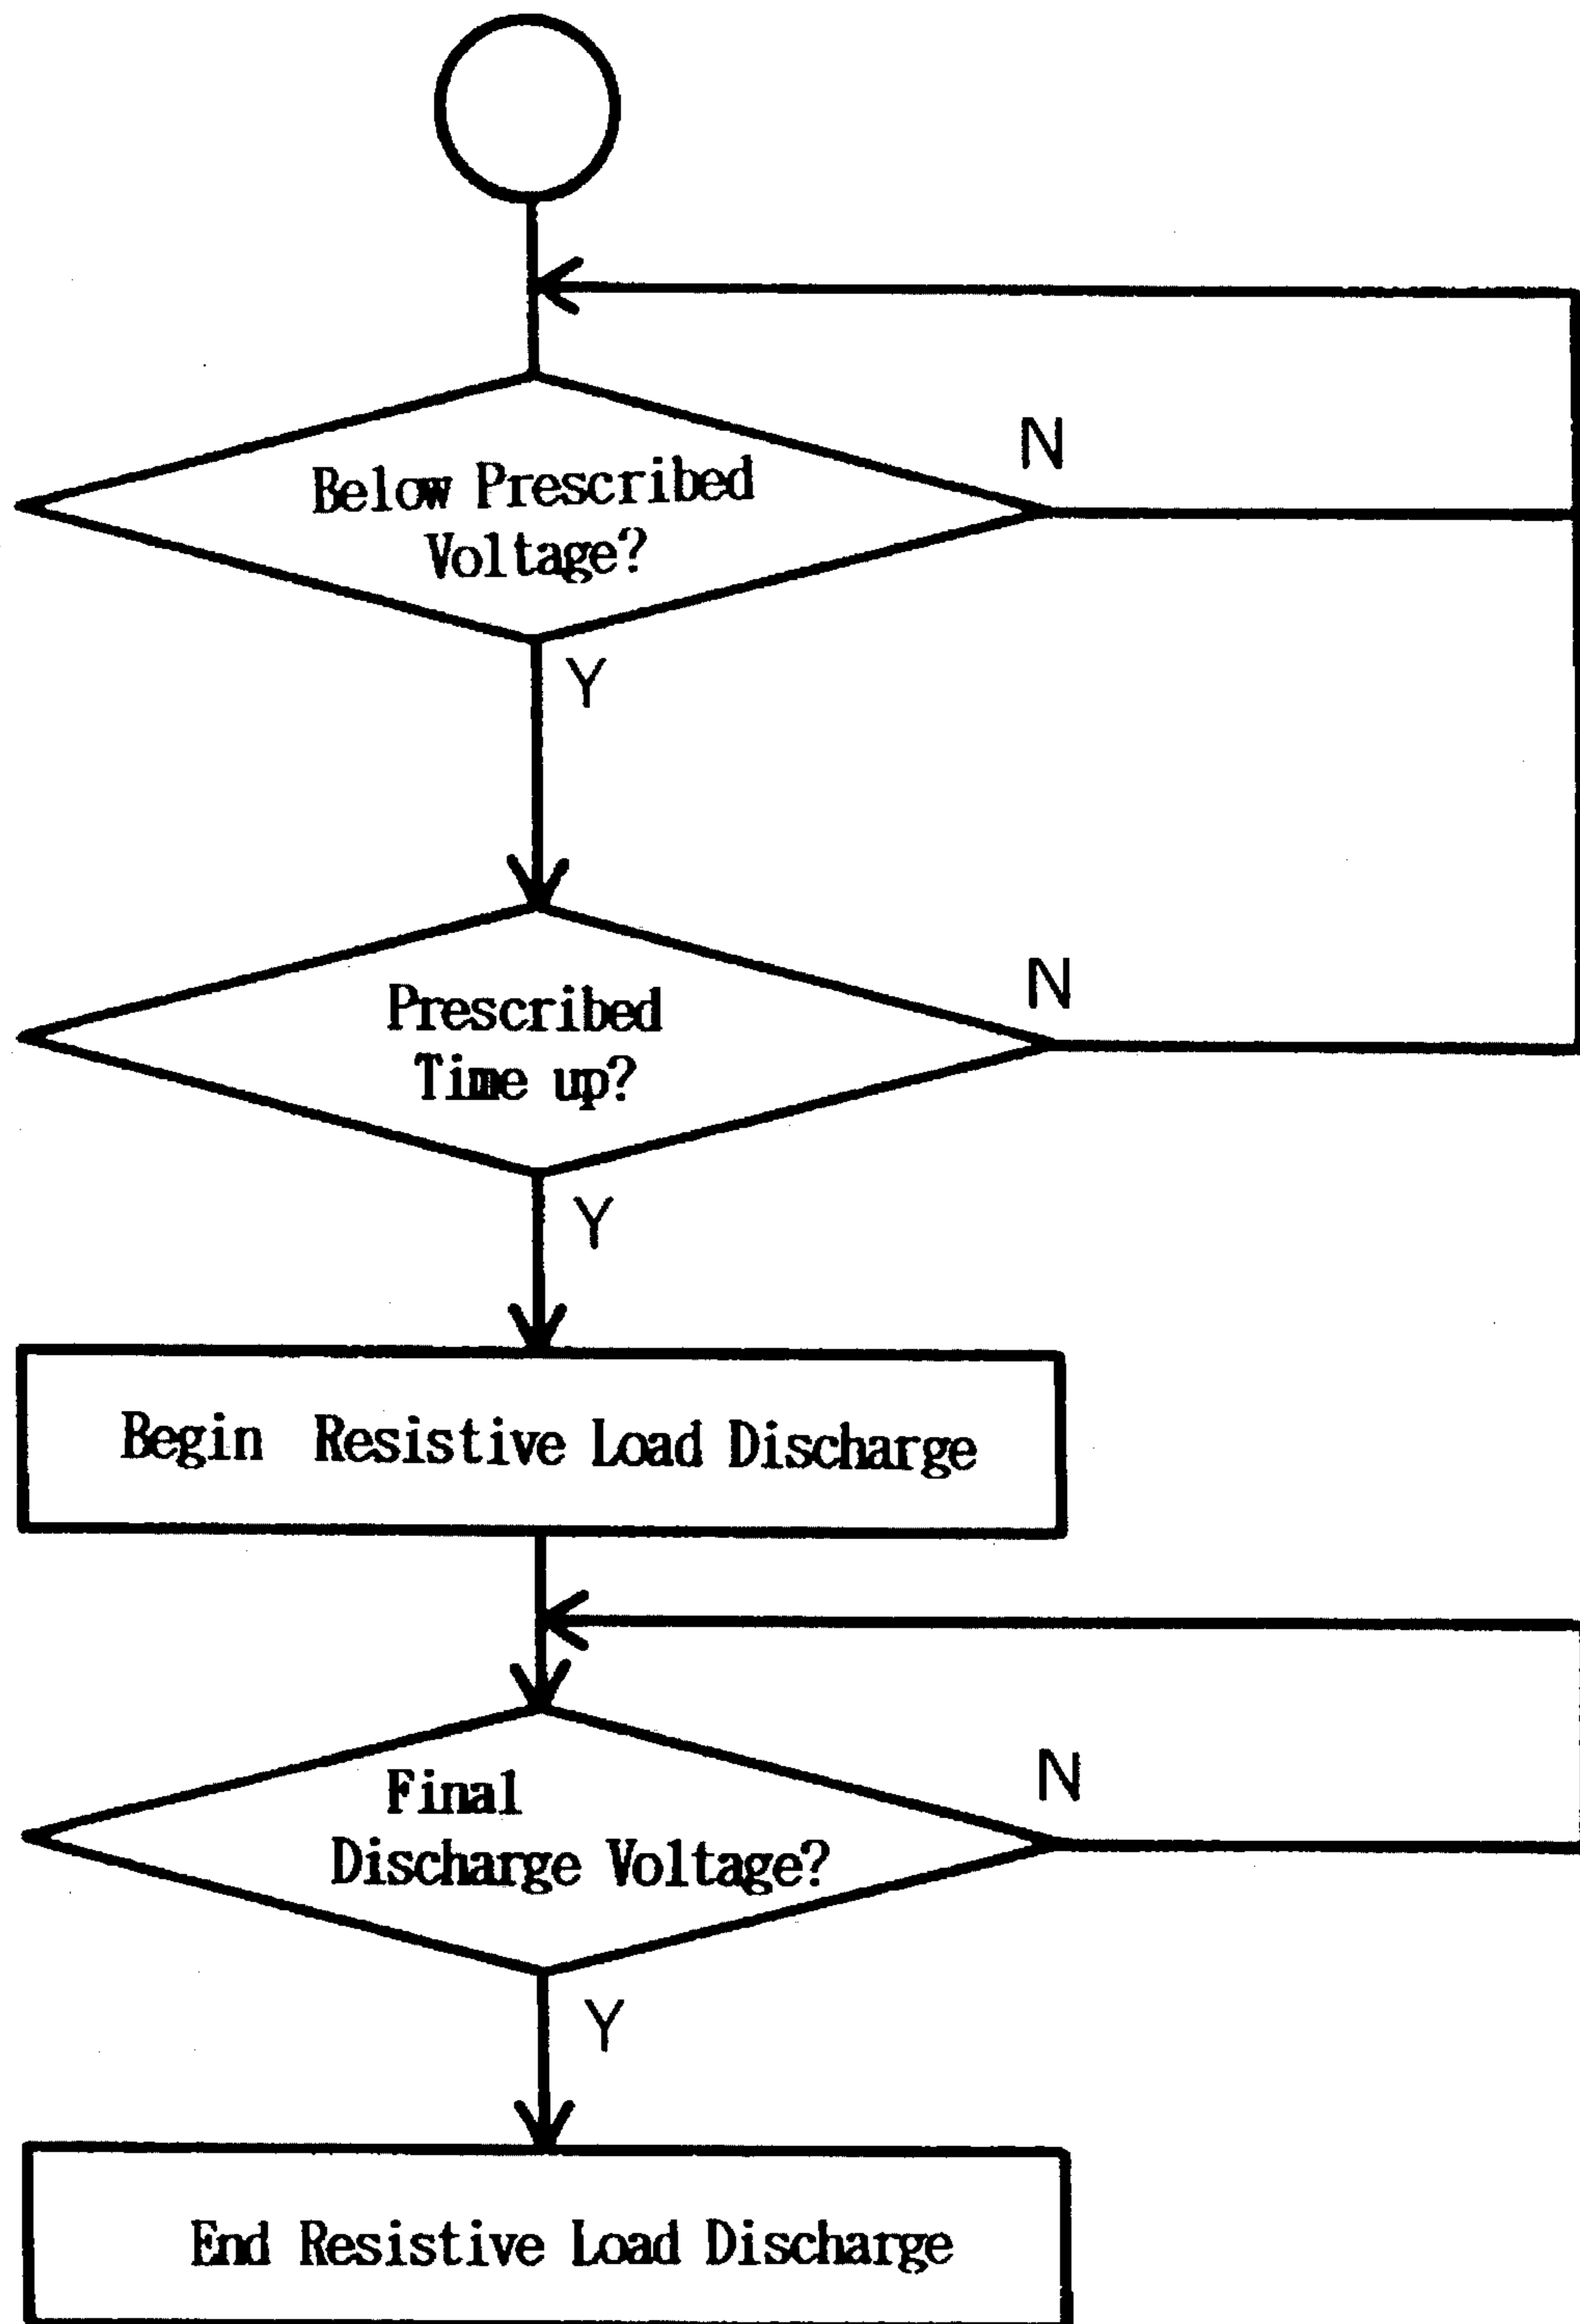 Below Prescribed
Voltage?
N
Y
Prescribed
Time up?
N
Y
Begin Resistive Load Discharge
Final
Discharge Voltage?
N
Y
End Resistive Load Discharge